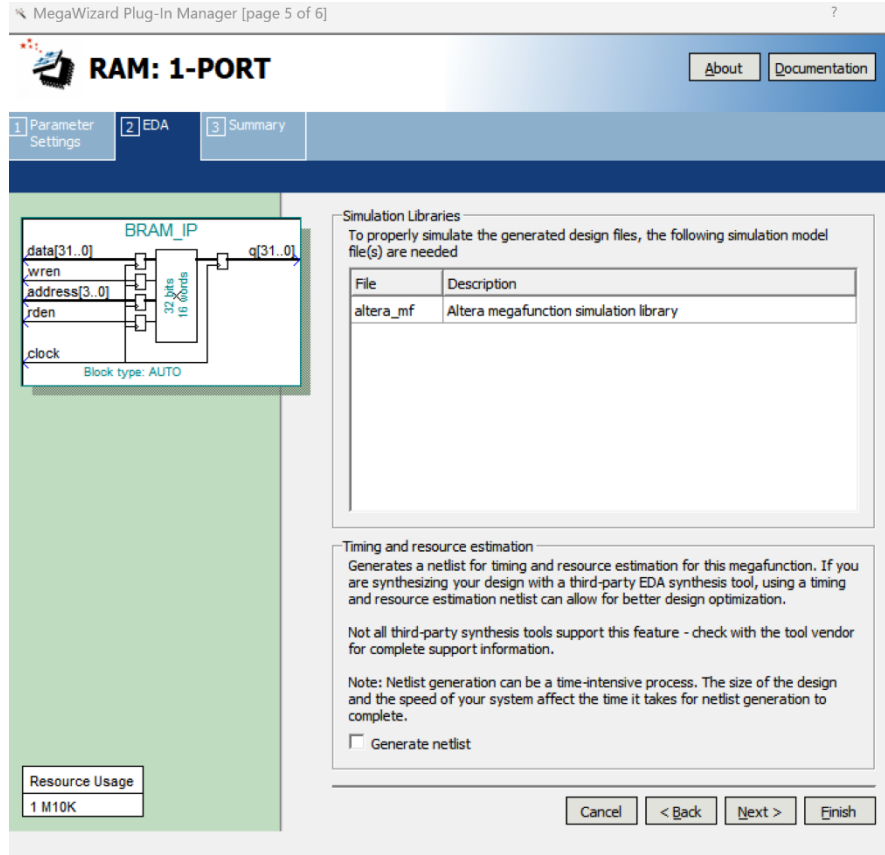 MegaWizard Plug-In Manager [page 5 of 6]
?
RAM: 1-PORT
About
Documentation
1 Parameter
Settings
2 EDA
3 Summary
BRAM_IP
data[31..0]
q[31..0]
wren
address[3..0]
rden
32 bits
16 words
clock
Block type: AUTO
Simulation Libraries
To properly simulate the generated design files, the following simulation model
file(s) are needed
File Description
altera_mf Altera megafunction simulation library
Timing and resource estimation
Generates a netlist for timing and resource estimation for this megafunction. If you
are synthesizing your design with a third-party EDA synthesis tool, using a timing
and resource estimation netlist can allow for better design optimization.
Not all third-party synthesis tools support this feature - check with the tool vendor
for complete support information.
Note: Netlist generation can be a time-intensive process. The size of the design
and the speed of your system affect the time it takes for netlist generation to
complete.
Generate netlist
Resource Usage
1 M10K
Cancel
< Back
Next >
Finish